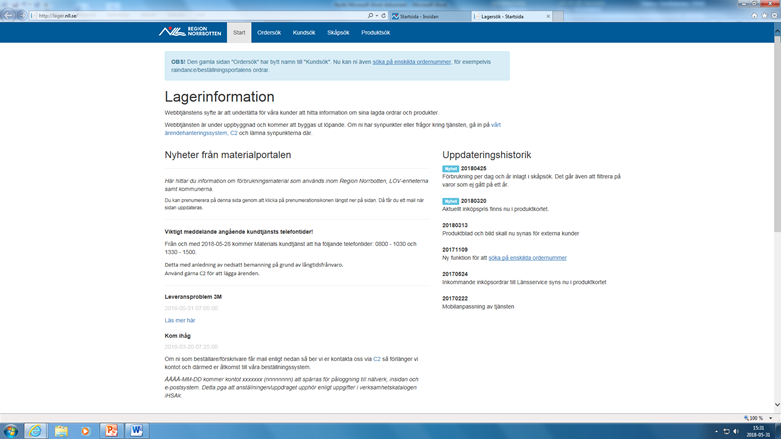 http://lager.nll.se/
Startsida - Insidan
Lagersök - Startsida
REGION NORRBOTTEN
Start
Ordersök
Kundsök
Skåpsök
Produktsök
OBS! Den gamla sidan "Ordersök" har bytt namn till "Kundsök". Nu kan ni även söka på enskilda ordernummer, för exempelvis
raindance/beställningsportalens ordrar.
Lagerinformation
Webbtjänstens syfte är att underlätta för våra kunder att hitta information om sina lagda ordrar och produkter.
Webbtjänsten är under uppbyggnad och kommer att byggas ut löpande. Om ni har synpunkter eller frågor kring tjänsten, gå in på vårt
ärendehanteringssystem, C2 och lämna synpunkterna där.
Nyheter från materialportalen
Här hittar du information om förbrukningsmaterial som används inom Region Norrbotten, LOV-enheterna
samt kommunerna.
Du kan prenumerera på denna sida genom att klicka på prenumerationsikonen längst ner på sidan. Då får du ett mail när
sidan uppdateras.
Viktigt meddelande angående kundtjänsts telefontider!
Från och med 2018-05-28 kommer Materials kundtjänst att ha följande telefontider: 0800 - 1030 och
1330 - 1500.
Detta med anledning av nedsatt bemanning på grund av långtidsfrånvaro.
Använd gärna C2 för att lägga ärenden.
Leveransproblem 3M
Läs mer här
Kom ihåg
Om ni som beställare/förskrivare får mail enligt nedan så ber vi er kontakta oss via C2 så förlänger vi
kontot och därmed er åtkomst till våra beställningssystem.
ÅÅÅÅ-MM-DD kommer kontot xxxxxxx (nnnnnnnn) att spärras för påloggning till nätverk, insidan och
e-postsystem. Detta pga att anställningen/uppdraget upphör enligt uppgifter i verksamhetskatalogen
iHSAk.
Uppdateringshistorik
Nyhet 20180425
Förbrukning per dag och år inlagt i skåpsök. Det går även att filtrera på
varor som ej gått på ett år.
Nyhet 20180320
Aktuellt inköpspris finns nu i produktkortet.
20180313
Produktblad och bild skall nu synas för externa kunder
20171109
Ny funktion för att söka på enskilda ordernummer
20170524
Inkommande inköpsordrar till Länsservice syns nu i produktkortet
20170222
Mobilanpassning av tjänsten
100 %
15:31
2018-05-31